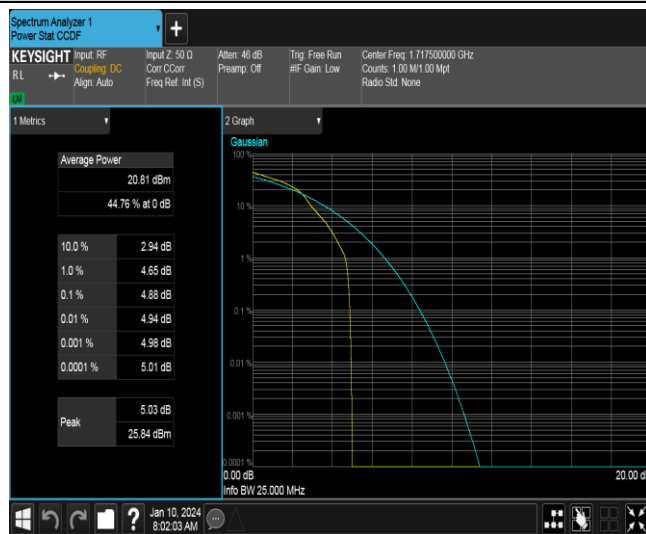 Spectrum Analyzer 1
Power Stat CCDF
+
KEYSIGHT
RL
Input: RF
Coupling: DC
Align: Auto
Input Z: 50 Ω
Corr CCorr
Freq Ref: Int (S)
Atten: 46 dB
Preamp: Off
Trig: Free Run
#IF Gain: Low
Center Freq: 1.717500000 GHz
Counts: 1.00 M/1.00 Mpt
Radio Std: None
1 Metrics
Average Power
20.81 dBm
44.76 % at 0 dB
10.0 % 2.94 dB
1.0 % 4.65 dB
0.1 % 4.88 dB
0.01 % 4.94 dB
0.001 % 4.98 dB
0.0001 % 5.01 dB
Peak
5.03 dB
25.84 dBm
2 Graph
Gaussian
100 %
10 %
1 %
0.1 %
0.01 %
0.001 %
0.0001 %
0.00 dB
20.00 d
Info BW 25.000 MHz
?
Jan 10, 2024
8:02:03 AM